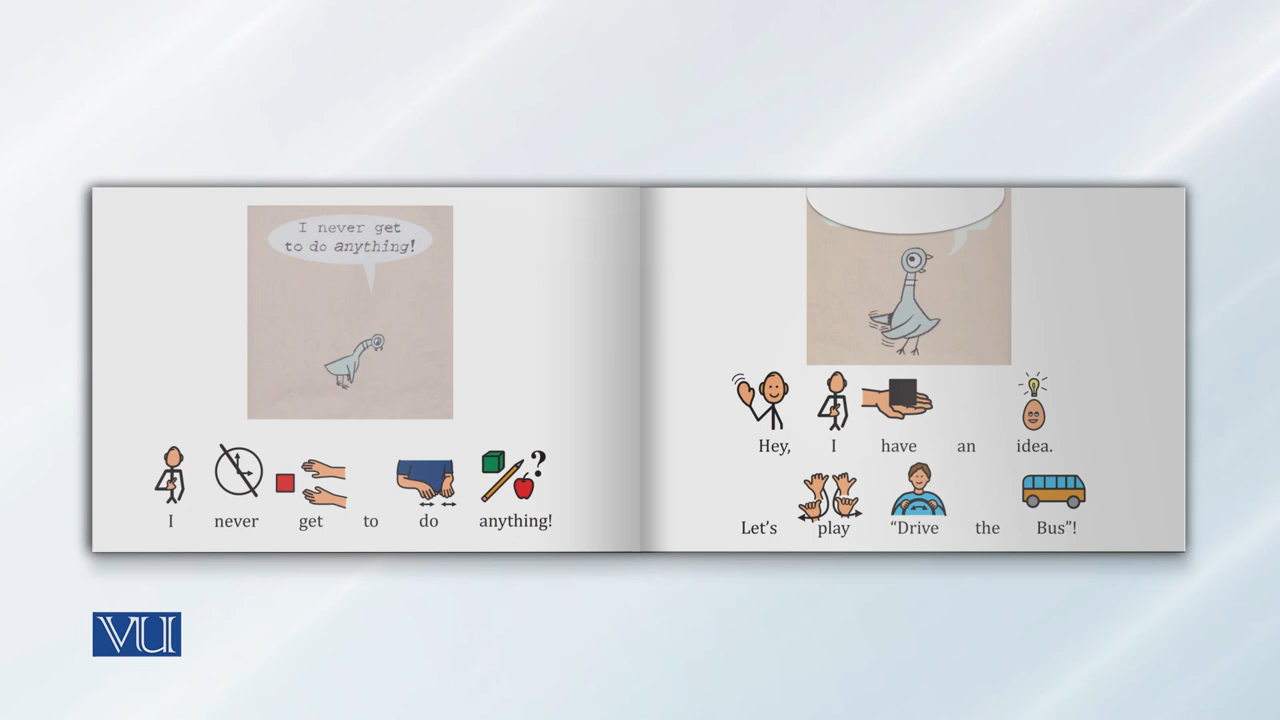 I never get
to do anything!
I never get to do anything!
Hey, I have an idea.
Let's play “Drive the Bus”!
VU